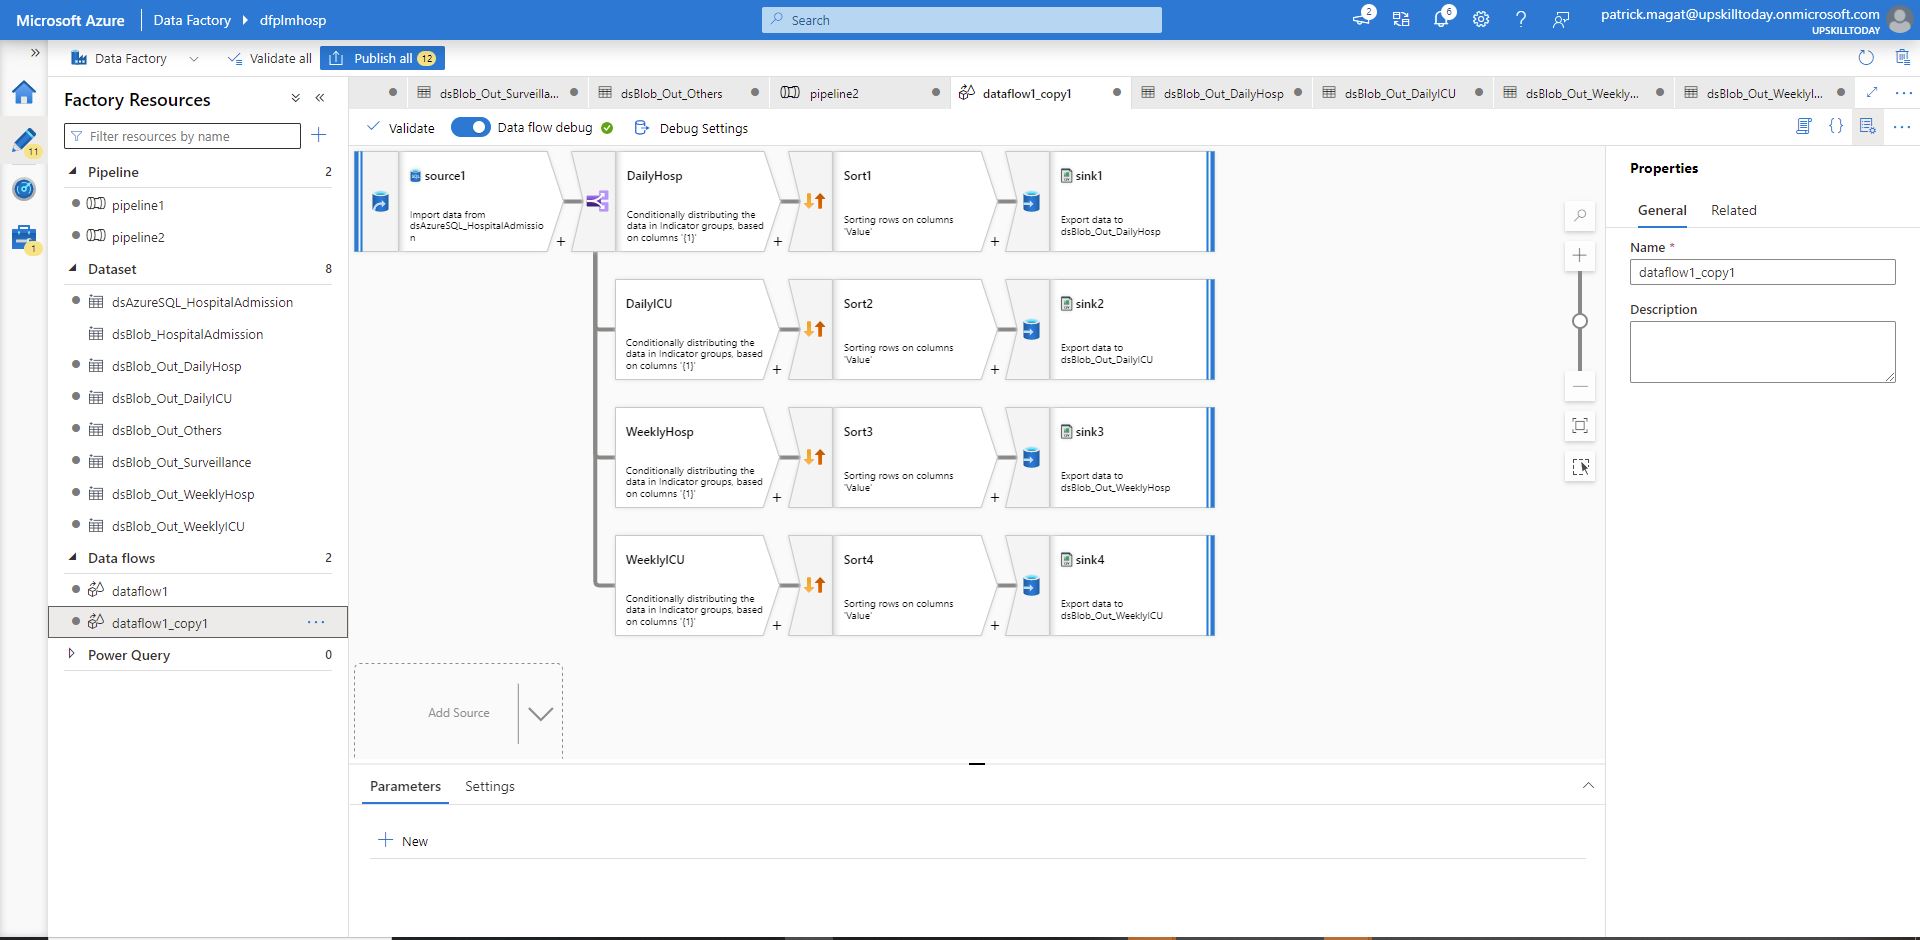 Microsoft Azure
Data Factory
dfplmhosp
Search
2
6
patrick.magat@upskilltoday.onmicrosoft.com
UPSKILLTODAY
Data Factory
Validate all
Publish all 12
Factory Resources
Filter resources by name
11
1
Pipeline 2
pipeline1
pipeline2
Dataset 8
dsAzureSQL_HospitalAdmission
dsBlob_HospitalAdmission
dsBlob_Out_DailyHosp
dsBlob_Out_DailyICU
dsBlob_Out_Others
dsBlob_Out_Surveillance
dsBlob_Out_WeeklyHosp
dsBlob_Out_WeeklyICU
Data flows 2
dataflow1
dataflow1_copy1
Power Query 0
dsBlob_Out_Surveilla...
dsBlob_Out_Others
pipeline2
dataflow1_copy1
dsBlob_Out_DailyHosp
dsBlob_Out_DailyICU
dsBlob_Out_Weekly...
dsBlob_Out_WeeklyI...
Validate
Data flow debug
Debug Settings
source1
Import data from
dsAzureSQL_HospitalAdmissio
n
DailyHosp
Conditionally distributing the
data in Indicator groups, based
on columns '{1}'
Sort1
Sorting rows on columns
'Value'
sink1
Export data to
dsBlob_Out_DailyHosp
DailyICU
Conditionally distributing the
data in Indicator groups, based
on columns '{1}'
Sort2
Sorting rows on columns
'Value'
sink2
Export data to
dsBlob_Out_DailyICU
WeeklyHosp
Conditionally distributing the
data in Indicator groups, based
on columns '{1}'
Sort3
Sorting rows on columns
'Value'
sink3
Export data to
dsBlob_Out_WeeklyHosp
WeeklyICU
Conditionally distributing the
data in Indicator groups, based
on columns '{1}'
Sort4
Sorting rows on columns
'Value'
sink4
Export data to
dsBlob_Out_WeeklyICU
Add Source
Parameters
Settings
New
Properties
General
Related
Name *
dataflow1_copy1
Description